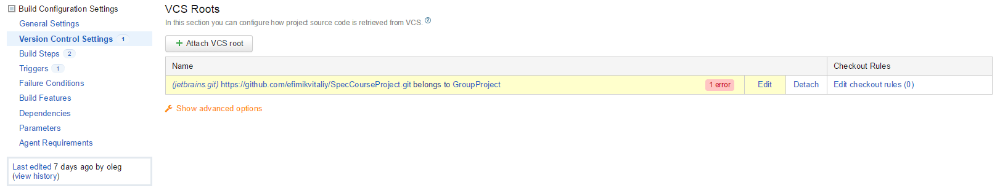 Build Configuration Settings
General Settings
Version Control Settings 1
Build Steps 2
Triggers 1
Failure Conditions
Build Features
Dependencies
Parameters
Agent Requirements
Last edited 7 days ago by oleg
(view history)
VCS Roots
In this section you can configure how project source code is retrieved from VCS. ?
+ Attach VCS root
Name Checkout Rules
(jetbrains.git) https://github.com/efimikvitaliy/SpecCourseProject.git belongs to GroupProject 1 error Edit Detach Edit checkout rules (0)
Show advanced options